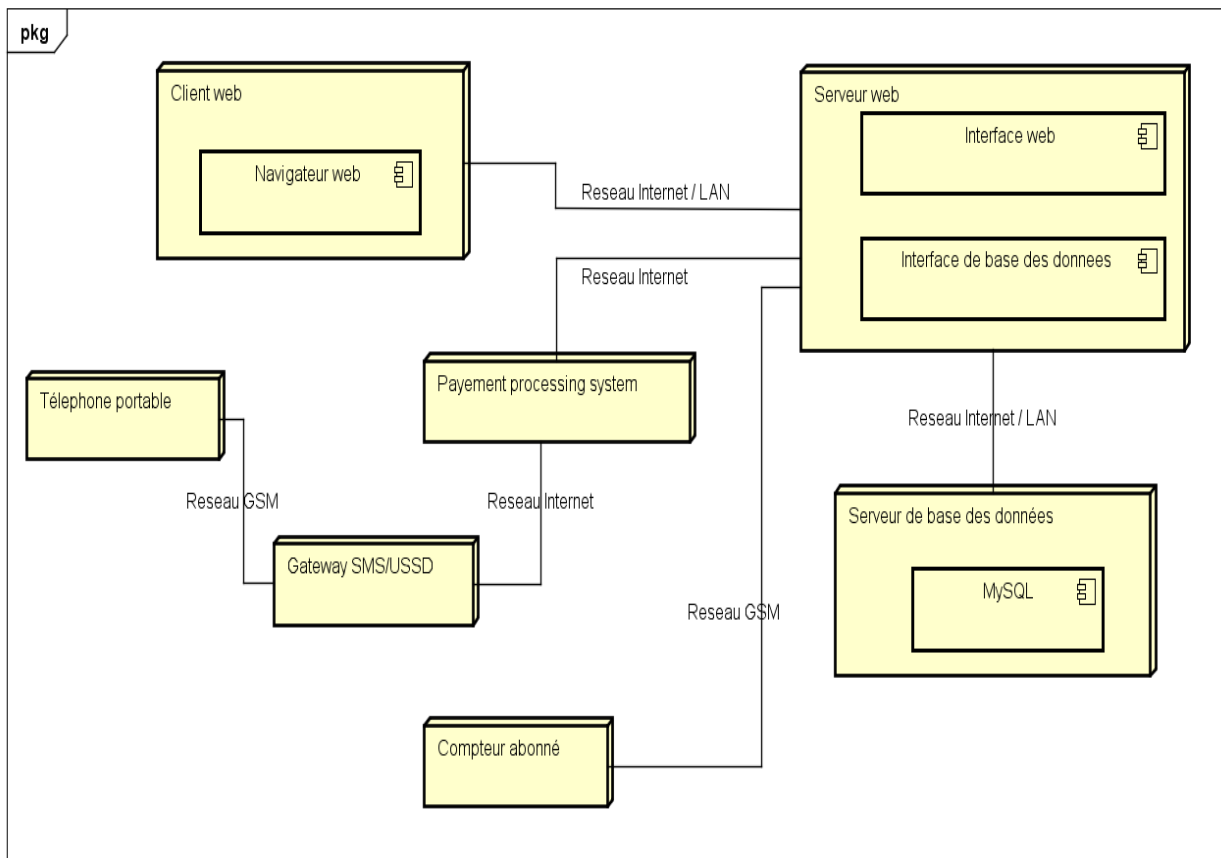 pkg
Client web
Navigateur web
Serveur web
Interface web
Interface de base des donnees
Reseau Internet / LAN
Reseau Internet
Payement processing system
Télephone portable
Reseau GSM
Reseau Internet
Gateway SMS/USSD
Reseau Internet / LAN
Serveur de base des données
MySQL
Reseau GSM
Compteur abonné